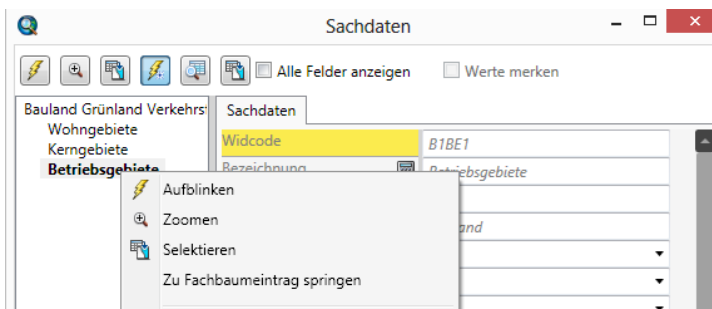 Sachdaten
Alle Felder anzeigen
Werte merken
Bauland Grünland Verkehrs
Wohngebiete
Kerngebiete
Betriebsgebiete
Sachdaten
Widcode
B1BE1
Bezeichnung
Betriebsgebiete
and
Aufblinken
Zoomen
Selektieren
Zu Fachbaumeintrag springen